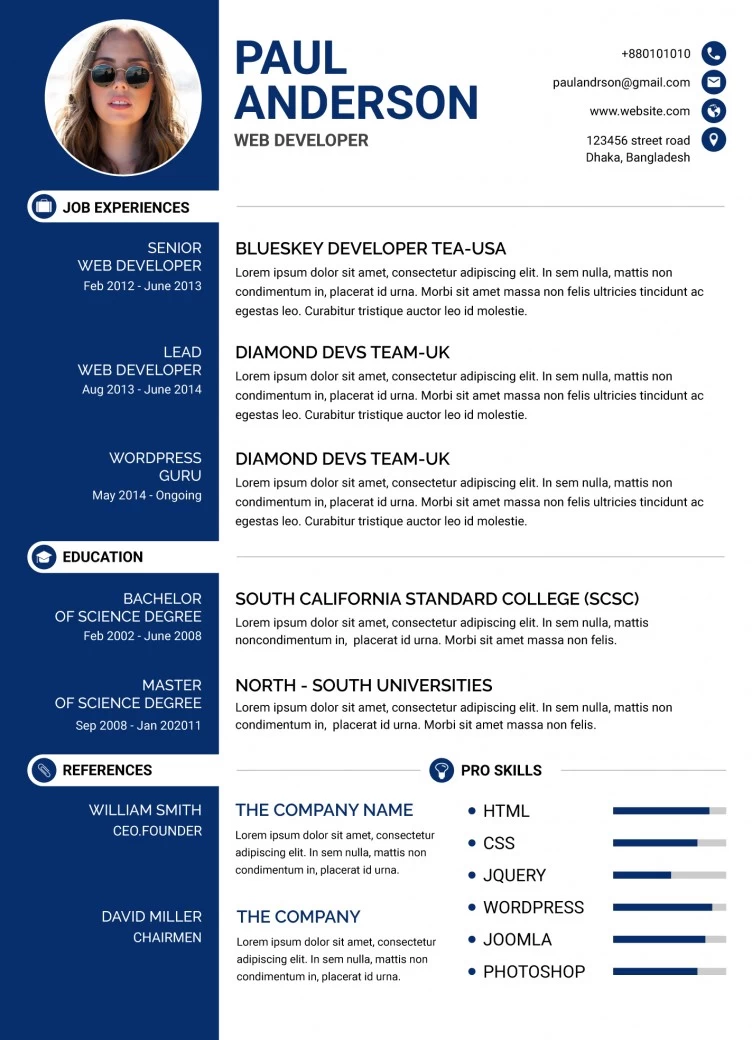 PAUL
ANDERSON
WEB DEVELOPER
+880101010
paulandrson@gmail.com
www.website.com
123456 street road
Dhaka, Bangladesh
JOB EXPERIENCES
SENIOR
WEB DEVELOPER
Feb 2012 - June 2013
BLUESKEY DEVELOPER TEA-USA
Lorem ipsum dolor sit amet, consectetur adipiscing elit. In sem nulla, mattis non
condimentum in, placerat id urna. Morbi sit amet massa non felis ultricies tincidunt ac
egestas leo. Curabitur tristique auctor leo id molestie.
LEAD
WEB DEVELOPER
Aug 2013 - June 2014
DIAMOND DEVS TEAM-UK
Lorem ipsum dolor sit amet, consectetur adipiscing elit. In sem nulla, mattis non
condimentum in, placerat id urna. Morbi sit amet massa non felis ultricies tincidunt ac
egestas leo. Curabitur tristique auctor leo id molestie.
WORDPRESS
GURU
May 2014 - Ongoing
DIAMOND DEVS TEAM-UK
Lorem ipsum dolor sit amet, consectetur adipiscing elit. In sem nulla, mattis non
condimentum in, placerat id urna. Morbi sit amet massa non felis ultricies tincidunt ac
egestas leo. Curabitur tristique auctor leo id molestie.
EDUCATION
BACHELOR
OF SCIENCE DEGREE
Feb 2002 - June 2008
SOUTH CALIFORNIA STANDARD COLLEGE (SCSC)
Lorem ipsum dolor sit amet, consectetur adipiscing elit. In sem nulla, mattis
noncondimentum in, placerat id urna. Morbi sit amet massa non felis.
MASTER
OF SCIENCE DEGREE
Sep 2008 - Jan 202011
NORTH - SOUTH UNIVERSITIES
Lorem ipsum dolor sit amet, consectetur adipiscing elit. In sem nulla, mattis non
condimentum in, placerat id urna. Morbi sit amet massa non felis.
REFERENCES
WILLIAM SMITH
CEO.FOUNDER
THE COMPANY NAME
Lorem ipsum dolor sit amet, consectetur
adipiscing elit. In sem nulla, mattis non
condimentum in, placerat id urna.
DAVID MILLER
CHAIRMEN
THE COMPANY
Lorem ipsum dolor sit amet, consectetur
adipiscing elit. In sem nulla, mattis non
condimentum in, placerat id urna.
PRO SKILLS
HTML
CSS
JQUERY
WORDPRESS
JOOMLA
PHOTOSHOP